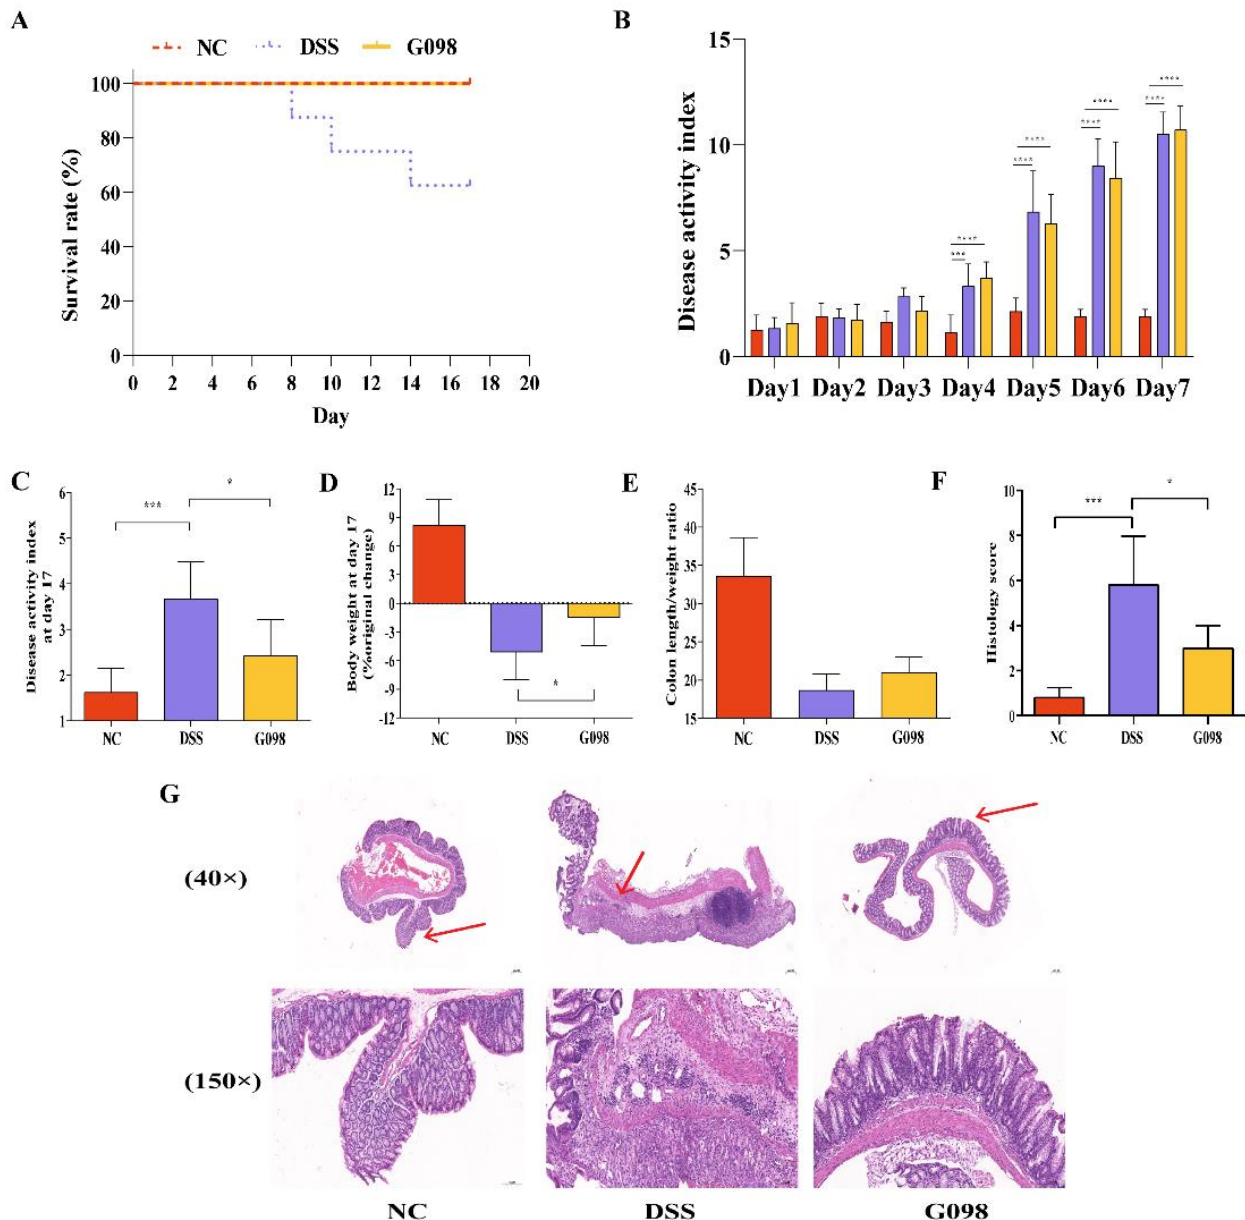 A
NC DSS G098
Survival rate (%)
100
80
60
40
20
0
0 2 4 6 8 10 12 14 16 18 20
Day
B
Disease activity index
15
10
5
0
*** ****
**** ****
**** ****
**** ****
Day1 Day2 Day3 Day4 Day5 Day6 Day7
C
Disease activity index
at day 17
6
5
4
3
2
1
*** *
NC DSS G098
D
Body weight at day 17
(%original change)
12
9
6
3
0
-3
-6
-9
-12
*
NC DSS G098
E
Colon length/weight ratio
45
40
35
30
25
20
15
NC DSS G098
F
Histology score
10
8
6
4
2
0
*** *
NC DSS G098
G
(40×)
(150×)
NC DSS G098